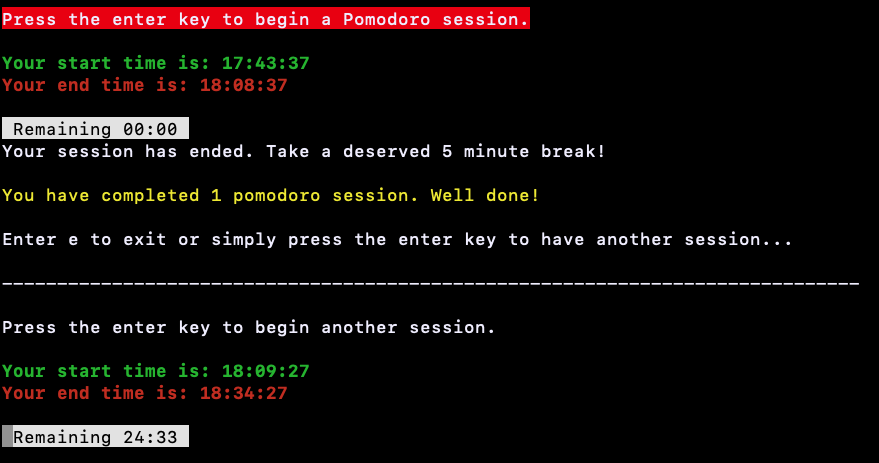 Press the enter key to begin a Pomodoro session.
Your start time is: 17:43:37
Your end time is: 18:08:37
Remaining 00:00
Your session has ended. Take a deserved 5 minute break!
You have completed 1 pomodoro session. Well done!
Enter e to exit or simply press the enter key to have another session...
------------------------------------------------------------------------------
Press the enter key to begin another session.
Your start time is: 18:09:27
Your end time is: 18:34:27
Remaining 24:33